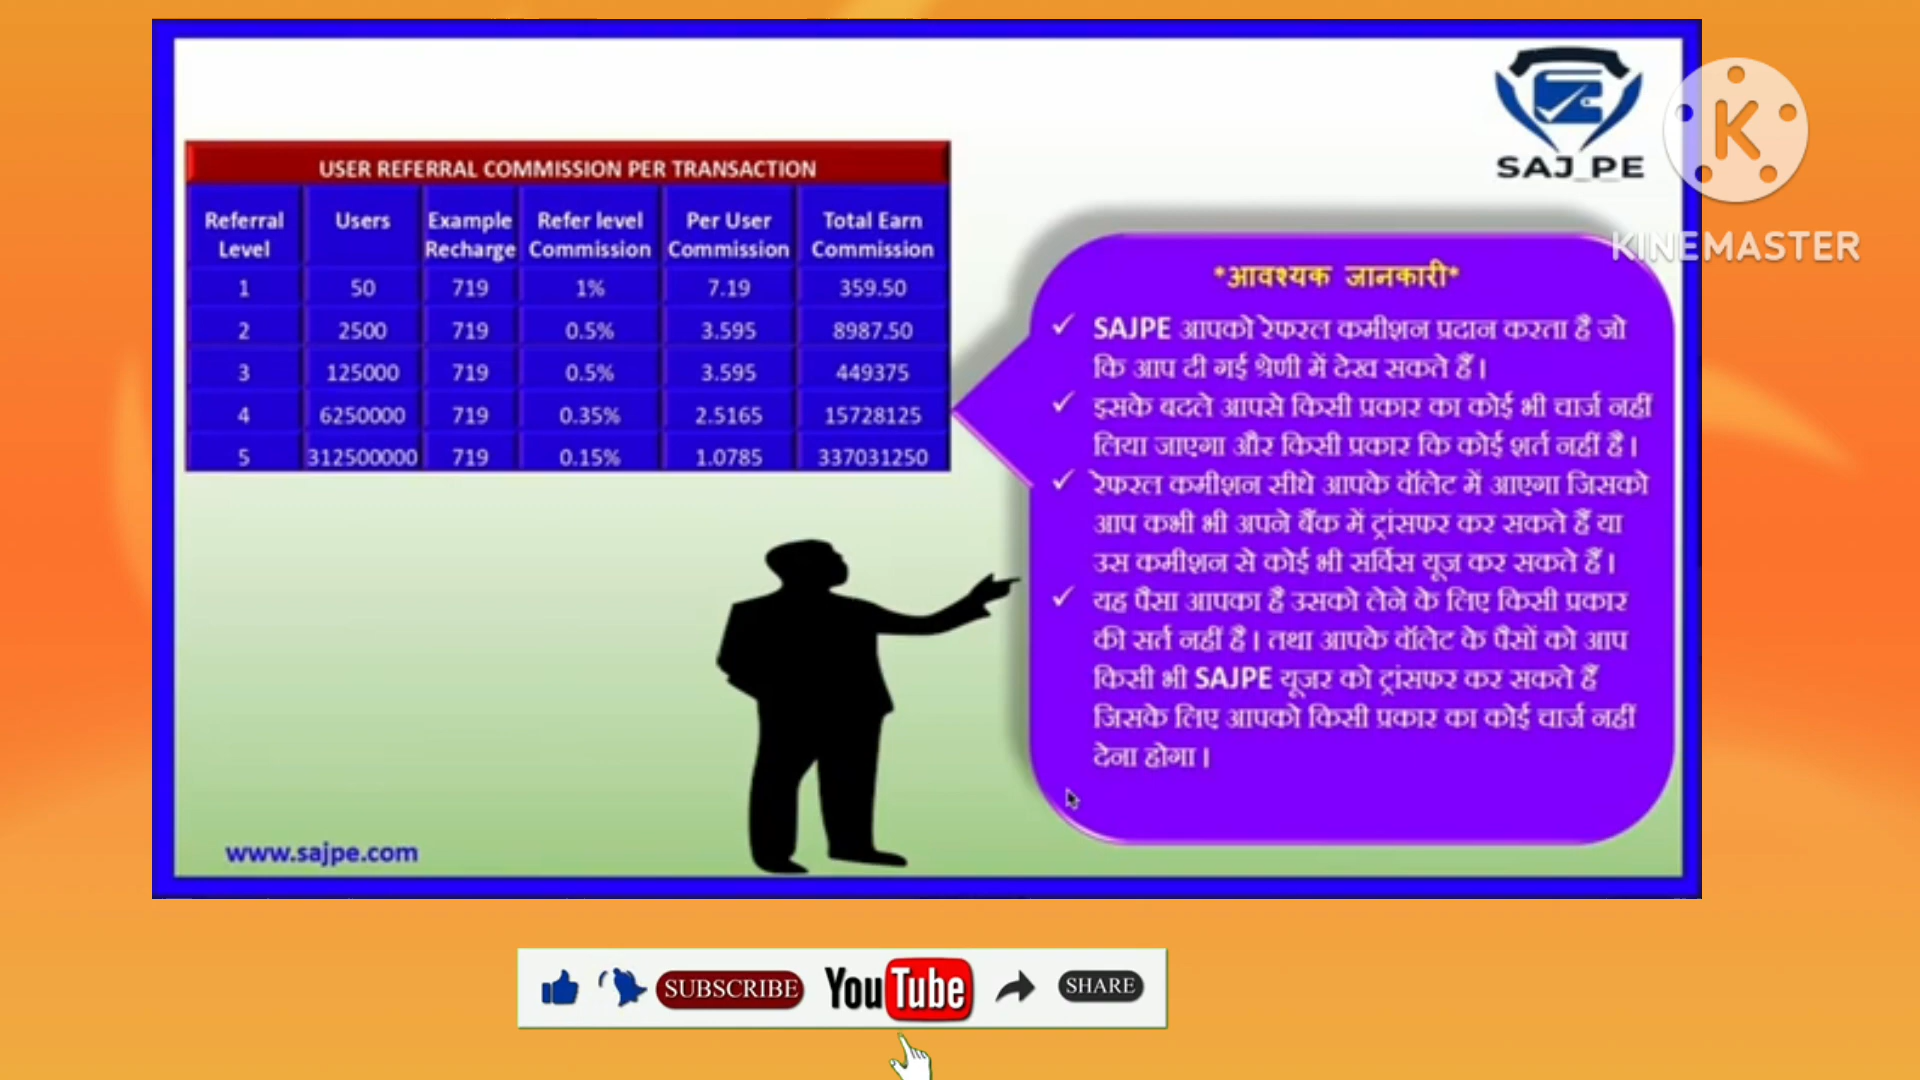 SAJ_PE
K
KINEMASTER
USER REFERRAL COMMISSION PER TRANSACTION
Referral Level Users Example Recharge Refer level Commission Per User Commission Total Earn Commission
1 50 719 1% 7.19 359.50
2 2500 719 0.5% 3.595 8987.50
3 125000 719 0.5% 3.595 449375
4 6250000 719 0.35% 2.5165 15728125
5 312500000 719 0.15% 1.0785 337031250
*आवश्यक जानकारी*
✓ SAJPE आपको रेफरल कमीशन प्रदान करता है जो
कि आप दी गई श्रेणी में देख सकते हैं।
✓ इसके बदले आपसे किसी प्रकार का कोई भी चार्ज नहीं
लिया जाएगा और किसी प्रकार कि कोई शर्त नहीं है।
✓ रेफरल कमीशन सीधे आपके वॉलेट में आएगा जिसको
आप कभी भी अपने बैंक में ट्रांसफर कर सकते हैं या
उस कमीशन से कोई भी सर्विस यूज कर सकते हैं।
✓ यह पैसा आपका है उसको लेने के लिए किसी प्रकार
की सर्त नहीं है। तथा आपके वॉलेट के पैसों को आप
किसी भी SAJPE यूजर को ट्रांसफर कर सकते हैं
जिसके लिए आपको किसी प्रकार का कोई चार्ज नहीं
देना होगा।
www.sajpe.com
SUBSCRIBE YouTube SHARE